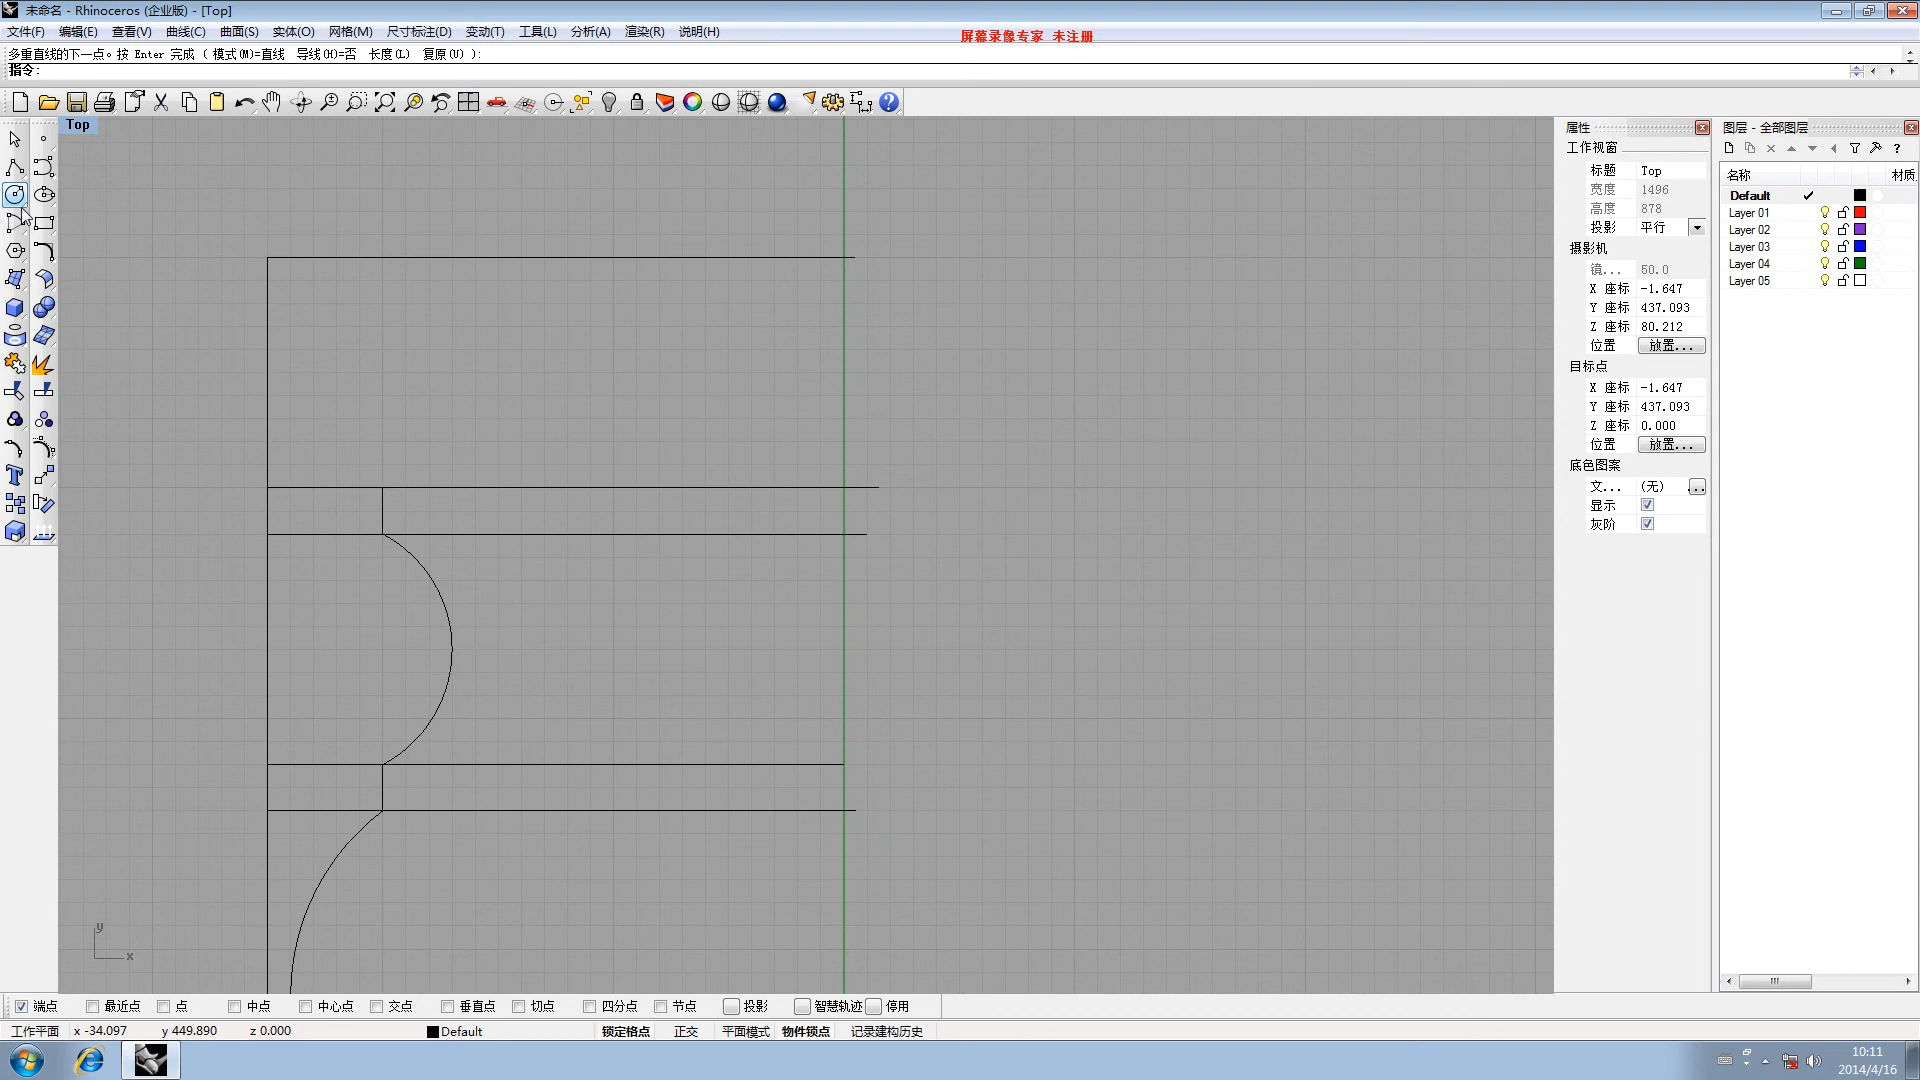 未命名 - Rhinoceros (企业版) - [Top]
文件(F) 编辑(E) 查看(V) 曲线(C) 曲面(S) 实体(O) 网格(M) 尺寸标注(D) 变动(T) 工具(L) 分析(A) 渲染(R) 说明(H)
屏幕录像专家 未注册
多重直线的下一点。按 Enter 完成 ( 模式(M)=直线 导线(H)=否 长度(L) 复原(U) ):
指令:
Top
属性
工作视窗
标题 Top
宽度 1496
高度 878
投影 平行
摄影机
镜... 50.0
X 座标 -1.647
Y 座标 437.093
Z 座标 80.212
位置 放置...
目标点
X 座标 -1.647
Y 座标 437.093
Z 座标 0.000
位置 放置...
底色图案
文... (无) ...
显示
灰阶
图层 - 全部图层
名称 材质
Default
Layer 01
Layer 02
Layer 03
Layer 04
Layer 05
y
x
端点 最近点 点 中点 中心点 交点 垂直点 切点 四分点 节点 投影 智慧轨迹 停用
工作平面 x -34.097 y 449.890 z 0.000 Default 锁定格点 正交 平面模式 物件锁点 记录建构历史
10:11
2014/4/16